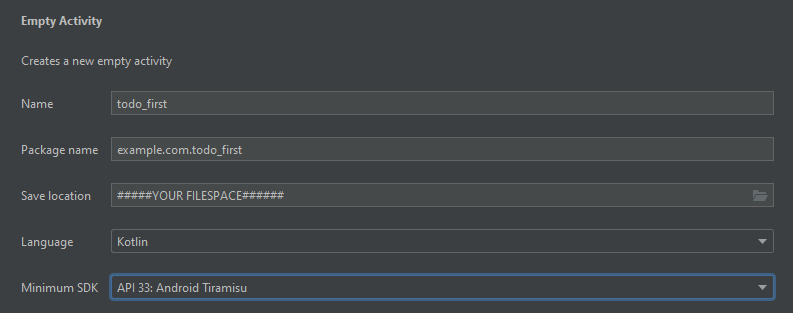 Empty Activity
Creates a new empty activity
Name todo_first
Package name example.com.todo_first
Save location #####YOUR FILESPACE######
Language Kotlin
Minimum SDK API 33: Android Tiramisu